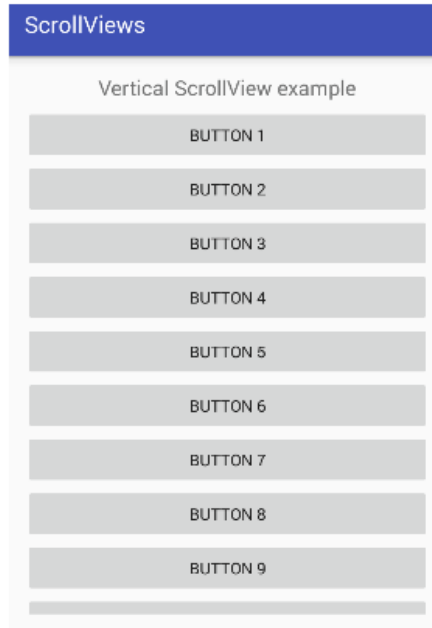 ScrollViews
Vertical ScrollView example
BUTTON 1
BUTTON 2
BUTTON 3
BUTTON 4
BUTTON 5
BUTTON 6
BUTTON 7
BUTTON 8
BUTTON 9